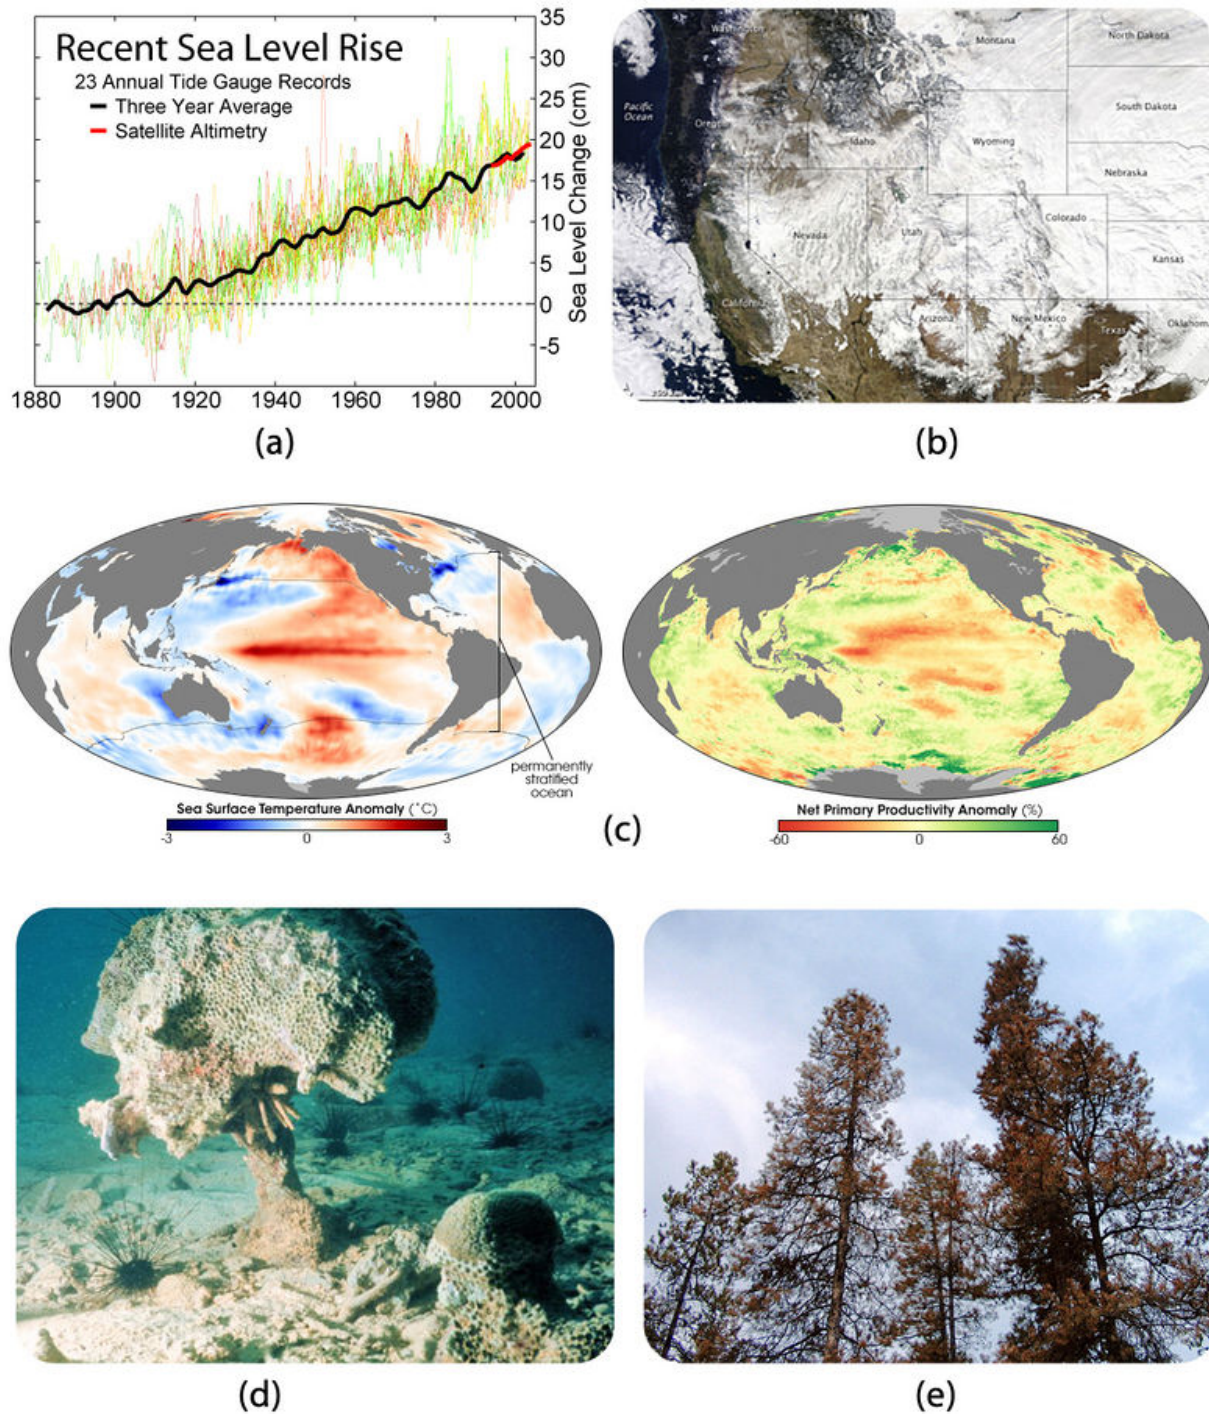 Recent Sea Level Rise
23 Annual Tide Gauge Records
Three Year Average
Satellite Altimetry
35
30
25
20
15
10
5
0
-5
Sea Level Change (cm)
1880 1900 1920 1940 1960 1980 2000
(a)
Washington
Montana
North Dakota
Pacific
Ocean
South Dakota
Idaho
Wyoming
Nebraska
Colorado
Nevada
Utah
Kansas
California
Arizona
New Mexico
Texas
(b)
permanently
stratified
ocean
Sea Surface Temperature Anomaly (˚C)
-3 0 3
Net Primary Productivity Anomaly (%)
-60 0 60
(c)
(d)
(e)